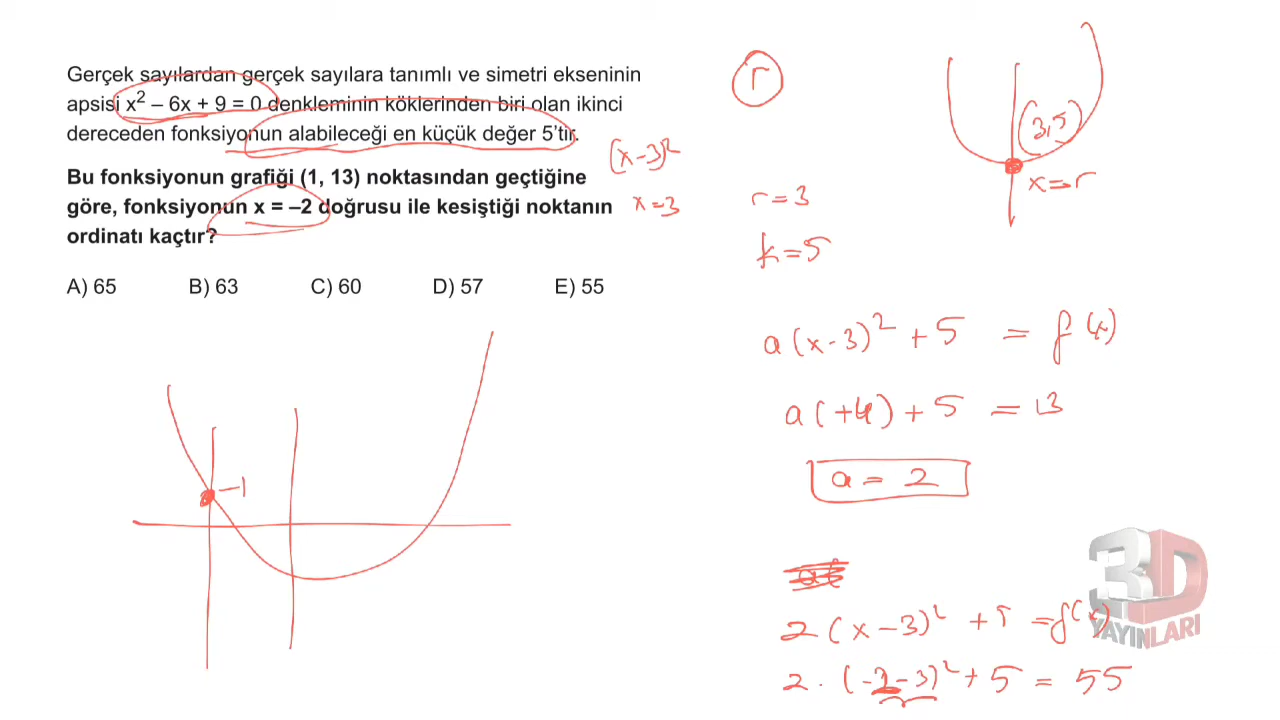 Gerçek sayılardan gerçek sayılara tanımlı ve simetri ekseninin
apsisi x² – 6x + 9 = 0 denkleminin köklerinden biri olan ikinci
dereceden fonksiyonun alabileceği en küçük değer 5'tir.
Bu fonksiyonun grafiği (1, 13) noktasından geçtiğine
göre, fonksiyonun x = –2 doğrusu ile kesiştiği noktanın
ordinatı kaçtır?
A) 65 B) 63 C) 60 D) 57 E) 55
(x-3)²
x=3
-1
r
(3,5)
x=r
r=3
k=5
a(x-3)² + 5 = f(x)
a(+4) + 5 = 13
a = 2
2(x-3)² + 5 = f(x)
2.(-2-3)² + 5 = 55
3D
YAYINLARI